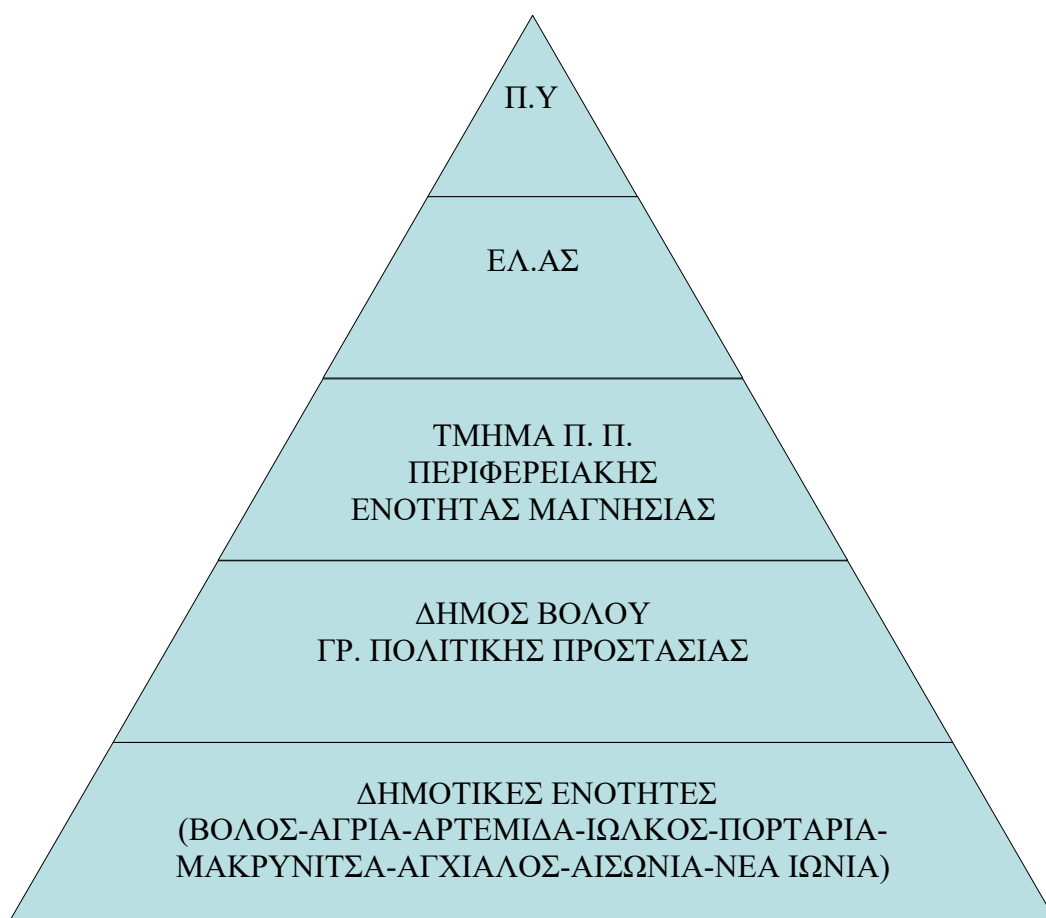 Π.Υ
ΕΛ.ΑΣ
ΤΜΗΜΑ Π. Π.
ΠΕΡΙΦΕΡΕΙΑΚΗΣ
ΕΝΟΤΗΤΑΣ ΜΑΓΝΗΣΙΑΣ
ΔΗΜΟΣ ΒΟΛΟΥ
ΓΡ. ΠΟΛΙΤΙΚΗΣ ΠΡΟΣΤΑΣΙΑΣ
ΔΗΜΟΤΙΚΕΣ ΕΝΟΤΗΤΕΣ
(ΒΟΛΟΣ-ΑΓΡΙΑ-ΑΡΤΕΜΙΔΑ-ΙΩΛΚΟΣ-ΠΟΡΤΑΡΙΑ-
ΜΑΚΡΥΝΙΤΣΑ-ΑΓΧΙΑΛΟΣ-ΑΙΣΩΝΙΑ-ΝΕΑ ΙΩΝΙΑ)